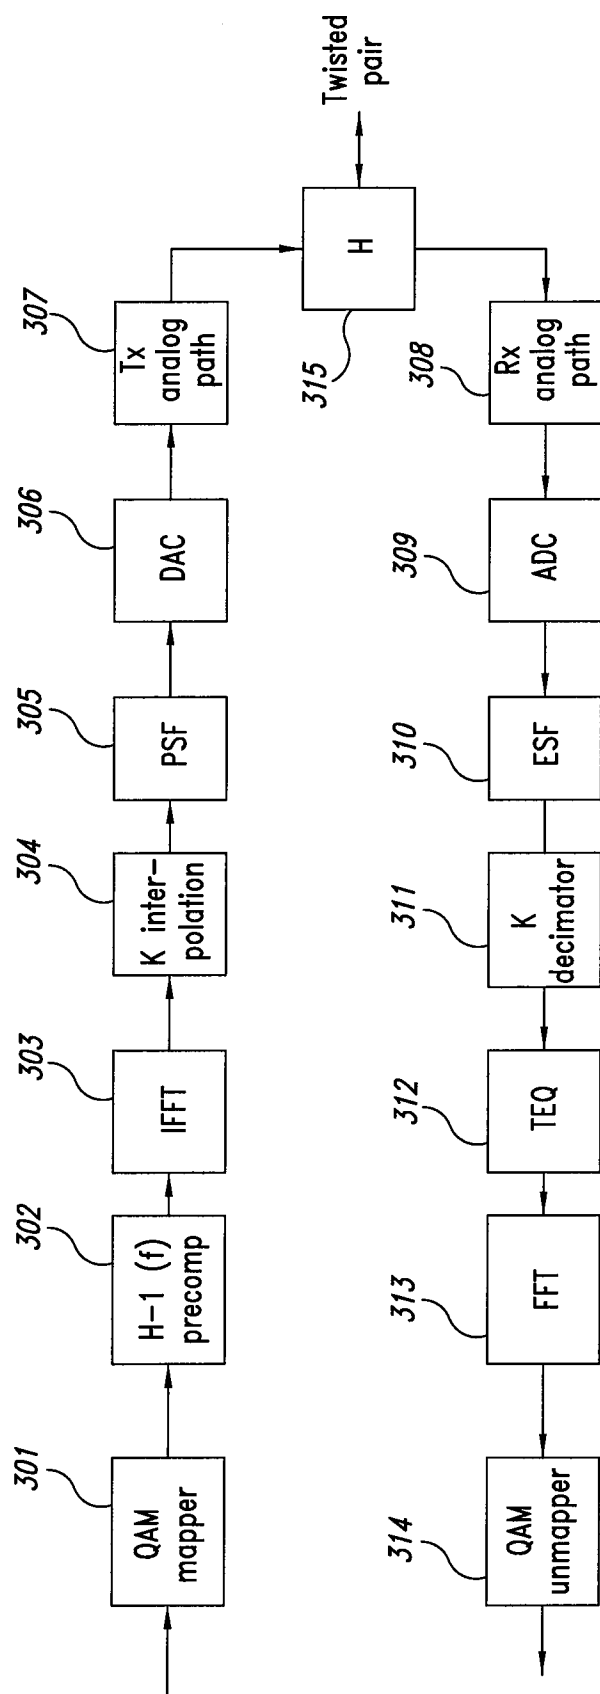 301
QAM
mapper
302
H-1 (f)
precomp
303
IFFT
304
K inter-
polation
305
PSF
306
DAC
307
Tx
analog
path
315
H
Twisted
pair
308
Rx
analog
path
309
ADC
310
ESF
311
K
decimator
312
TEQ
313
FFT
314
QAM
unmapper